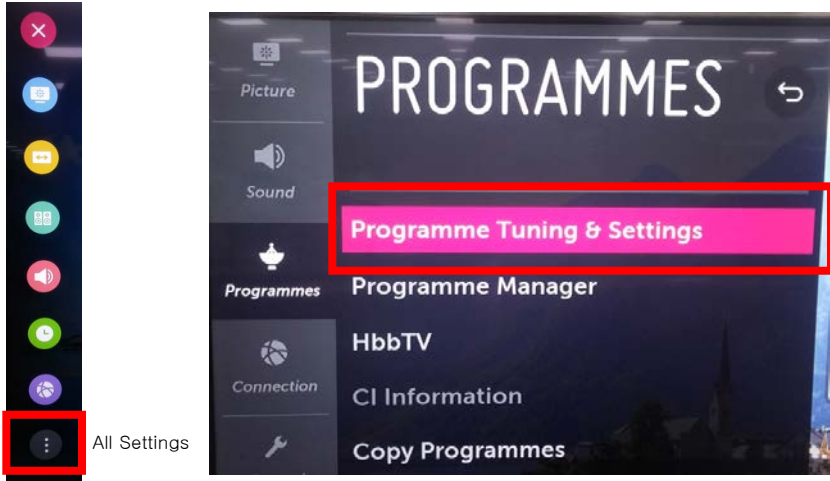 All Settings
Picture
Sound
Programmes
Connection
PROGRAMMES
Programme Tuning & Settings
Programme Manager
HbbTV
CI Information
Copy Programmes